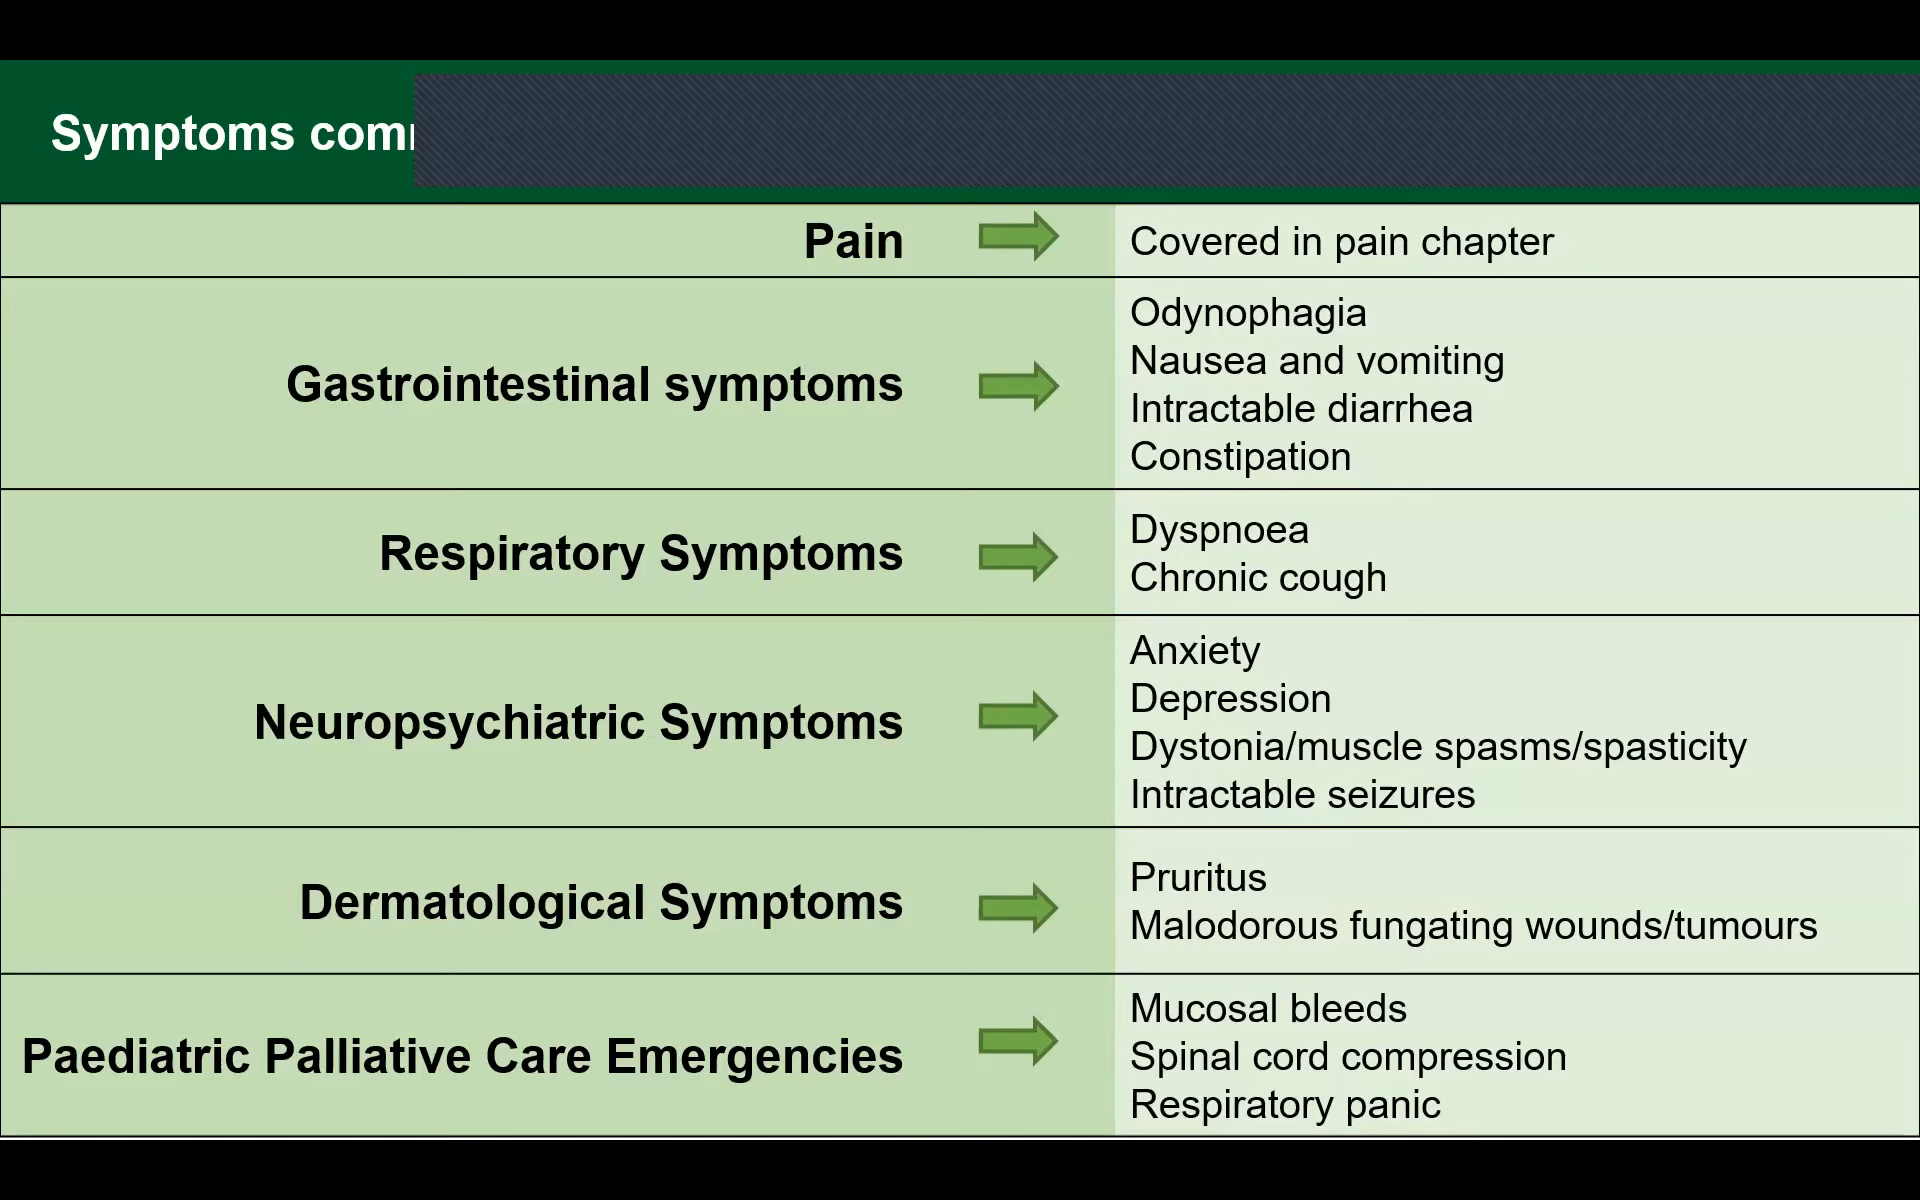 Symptoms
Pain
Covered in pain chapter
Gastrointestinal symptoms
Odynophagia
Nausea and vomiting
Intractable diarrhea
Constipation
Respiratory Symptoms
Dyspnoea
Chronic cough
Neuropsychiatric Symptoms
Anxiety
Depression
Dystonia/muscle spasms/spasticity
Intractable seizures
Dermatological Symptoms
Pruritus
Malodorous fungating wounds/tumours
Paediatric Palliative Care Emergencies
Mucosal bleeds
Spinal cord compression
Respiratory panic